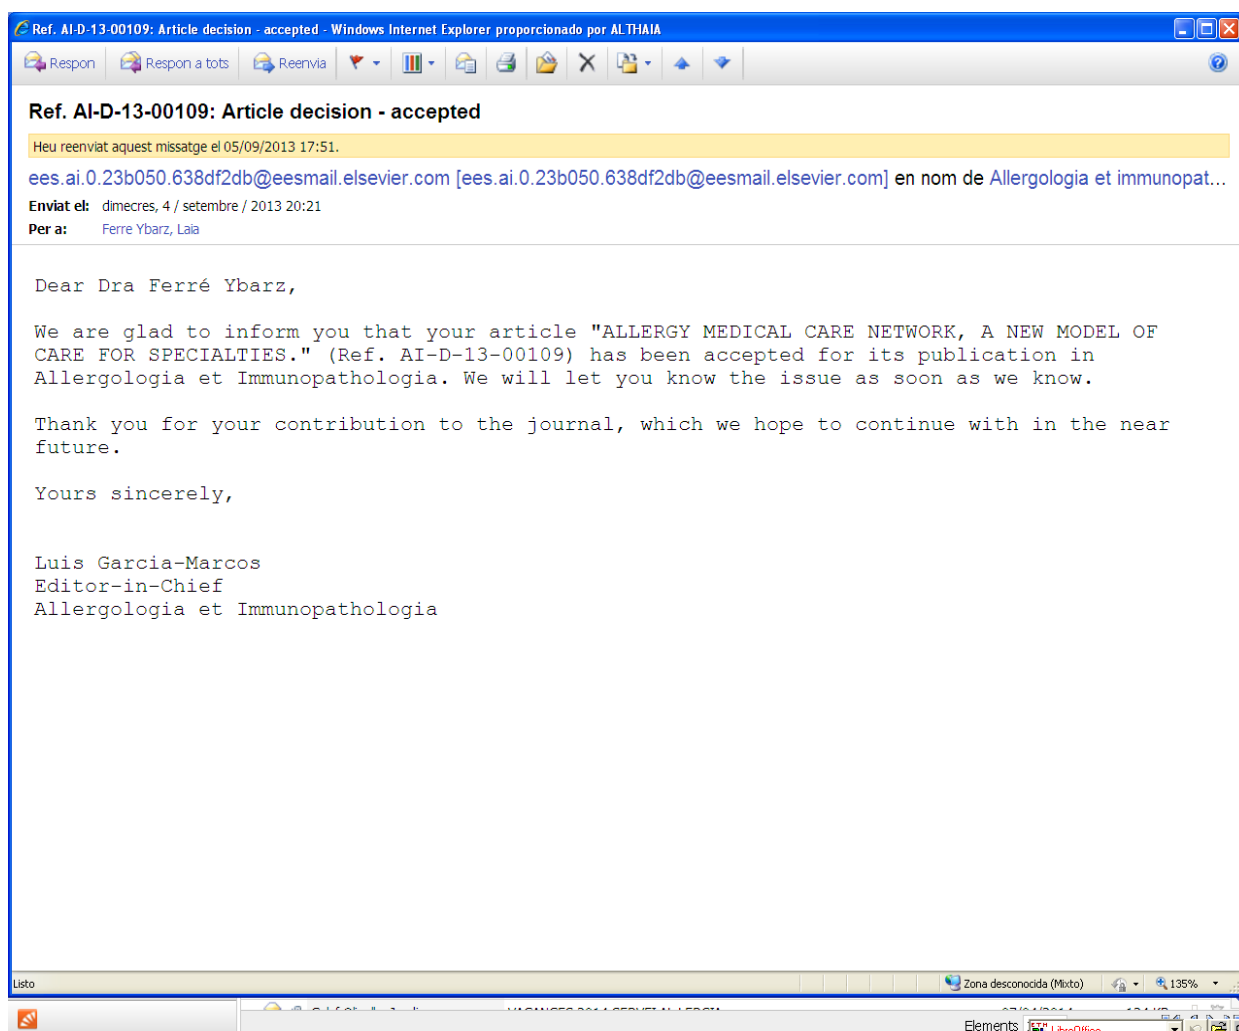 Ref. AI-D-13-00109: Article decision - accepted - Windows Internet Explorer proporcionado por ALTHAIA
Respon Respon a tots Reenvia
Ref. AI-D-13-00109: Article decision - accepted
Heu reenviat aquest missatge el 05/09/2013 17:51.
ees.ai.0.23b050.638df2db@eesmail.elsevier.com [ees.ai.0.23b050.638df2db@eesmail.elsevier.com] en nom de Allergologia et immunopat...
Enviat el: dimecres, 4 / setembre / 2013 20:21
Per a: Ferre Ybarz, Laia
Dear Dra Ferré Ybarz,
We are glad to inform you that your article "ALLERGY MEDICAL CARE NETWORK, A NEW MODEL OF
CARE FOR SPECIALTIES." (Ref. AI-D-13-00109) has been accepted for its publication in
Allergologia et Immunopathologia. We will let you know the issue as soon as we know.
Thank you for your contribution to the journal, which we hope to continue with in the near
future.
Yours sincerely,
Luis Garcia-Marcos
Editor-in-Chief
Allergologia et Immunopathologia
Listo Zona desconocida (Mixto) 135%
Elements